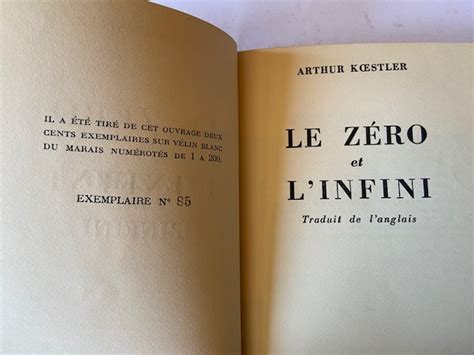 IL A ÉTÉ TIRÉ DE CET OUVRAGE DEUX
CENTS EXEMPLAIRES SUR VÉLIN BLANC
DU MARAIS NUMÉROTÉS DE I A 200.
EXEMPLAIRE Nº 85
ARTHUR KŒSTLER
LE ZÉRO
et
L'INFINI
Traduit de l'anglais